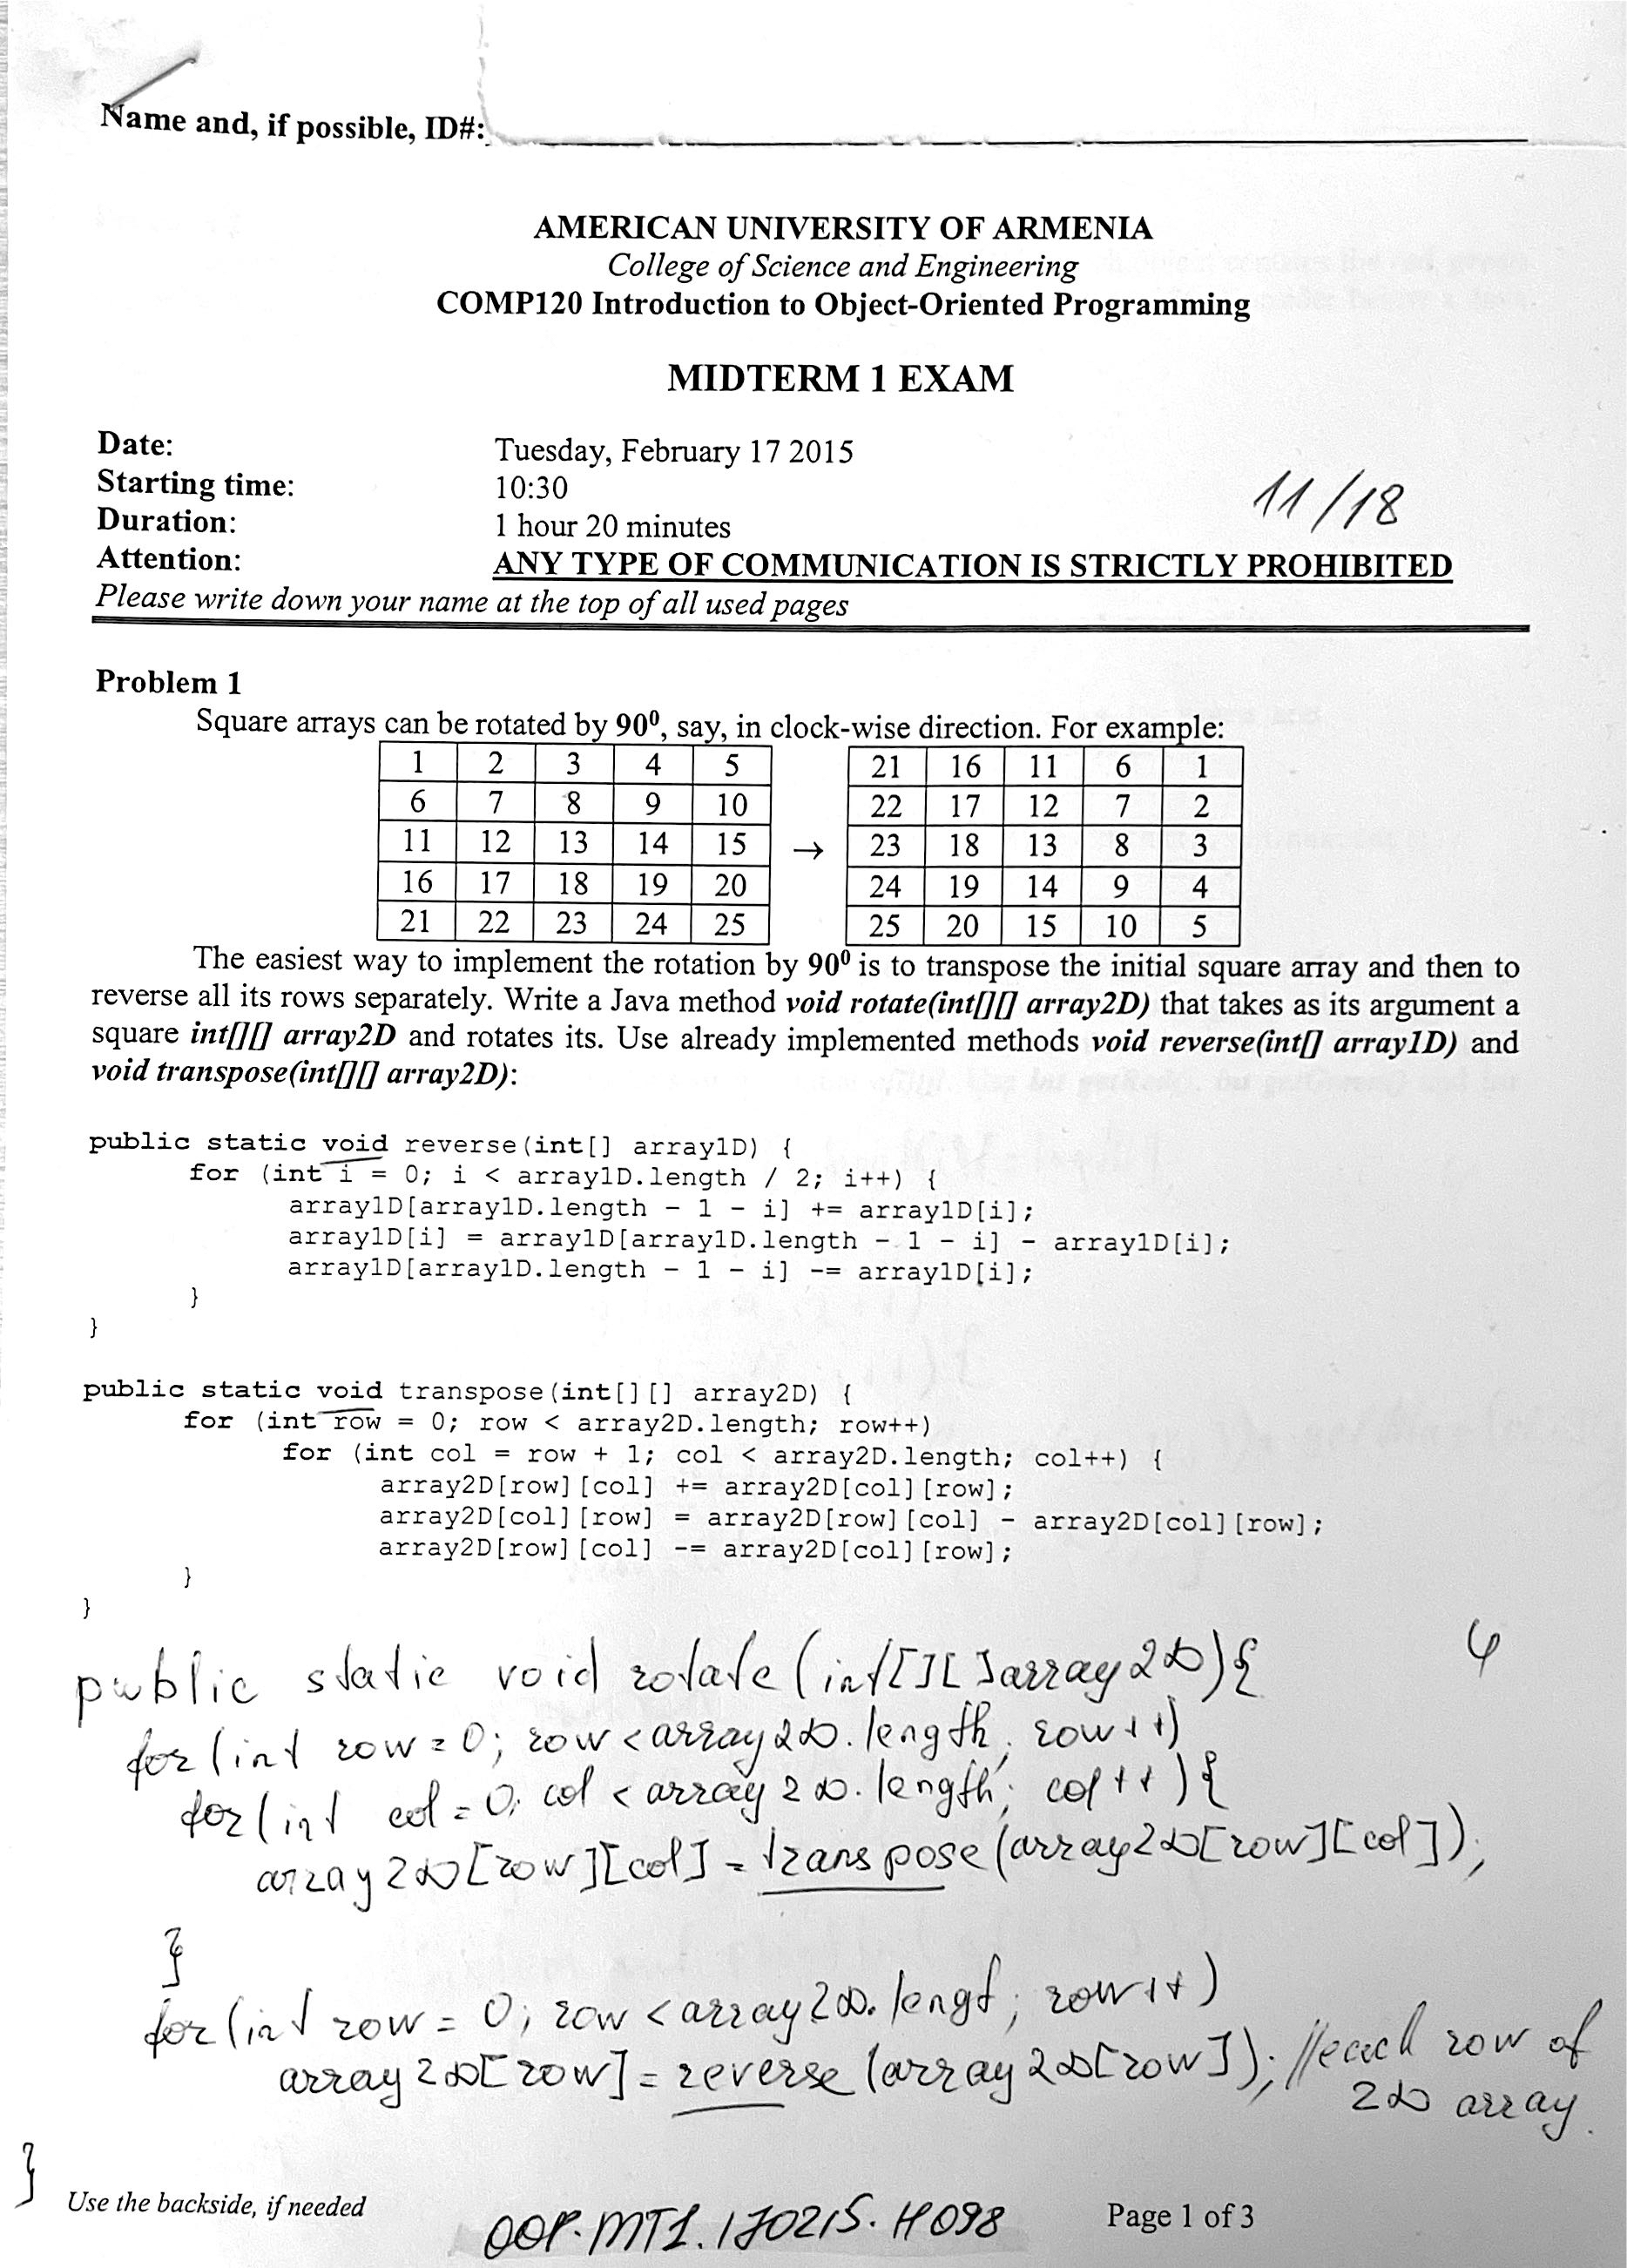 Name and, if possible, ID#:
AMERICAN UNIVERSITY OF ARMENIA
College of Science and Engineering
COMP120 Introduction to Object-Oriented Programming
MIDTERM 1 EXAM
Date: Tuesday, February 17 2015
Starting time: 10:30
11/18
Duration: 1 hour 20 minutes
Attention: ANY TYPE OF COMMUNICATION IS STRICTLY PROHIBITED
Please write down your name at the top of all used pages
Problem 1
Square arrays can be rotated by 90⁰, say, in clock-wise direction. For example:
1 2 3 4 5 21 16 11 6 1
6 7 8 9 10 22 17 12 7 2
11 12 13 14 15 → 23 18 13 8 3
16 17 18 19 20 24 19 14 9 4
21 22 23 24 25 25 20 15 10 5
The easiest way to implement the rotation by 90⁰ is to transpose the initial square array and then to
reverse all its rows separately. Write a Java method void rotate(int[][] array2D) that takes as its argument a
square int[][] array2D and rotates its. Use already implemented methods void reverse(int[] array1D) and
void transpose(int[][] array2D):
public static void reverse(int[] array1D) {
for (int i = 0; i < array1D.length / 2; i++) {
array1D[array1D.length - 1 - i] += array1D[i];
array1D[i] = array1D[array1D.length - 1 - i] - array1D[i];
array1D[array1D.length - 1 - i] -= array1D[i];
}
}
public static void transpose(int[][] array2D) {
for (int row = 0; row < array2D.length; row++)
for (int col = row + 1; col < array2D.length; col++) {
array2D[row][col] += array2D[col][row];
array2D[col][row] = array2D[row][col] - array2D[col][row];
array2D[row][col] -= array2D[col][row];
}
}
public static void rotate (int[][]array2D){
for(int row=0; row<array2D.length; row++)
for(int col=0; col<array2D.length; col++){
array2D[row][col]=transpose(array2D[row][col]);
}
for(int row=0; row<array2D.lengt; row++)
array2D[row]=reverse(array2D[row]); //each row of
2D array.
}
Use the backside, if needed
OOP.MT1.170215.H098
Page 1 of 3